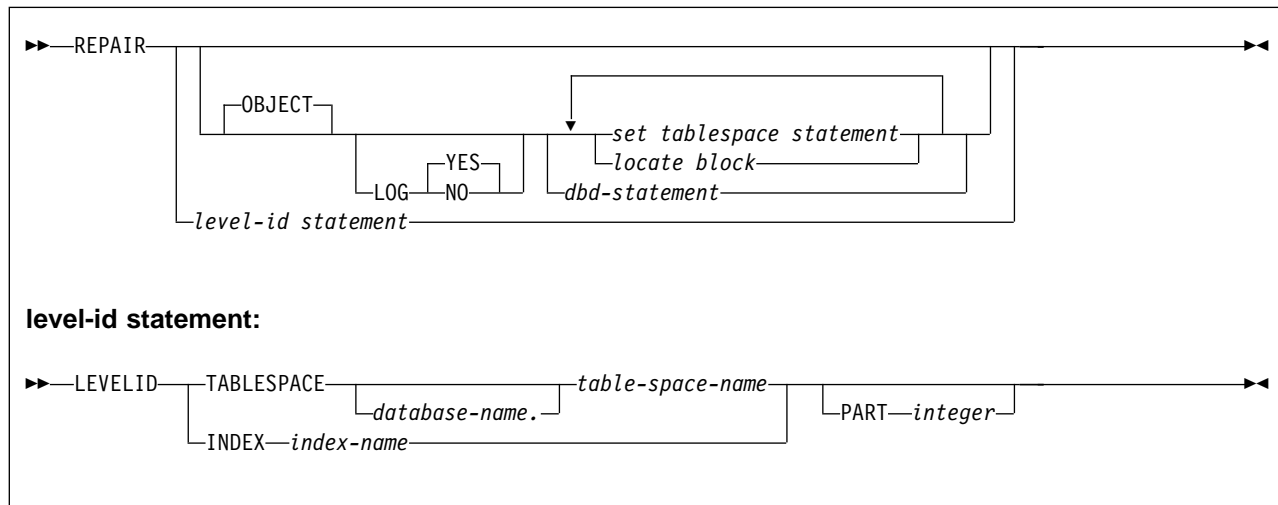 REPAIR
OBJECT
set tablespace statement
YES
locate block
LOG NO
dbd-statement
level-id statement
level-id statement:
LEVELID TABLESPACE table-space-name
database-name. PART integer
INDEX index-name